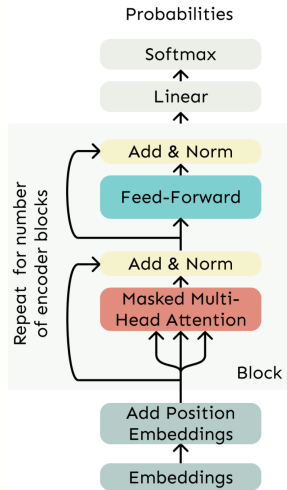 Probabilities
Softmax
Linear
Add & Norm
Feed-Forward
Add & Norm
Masked Multi-
Head Attention
Repeat for number
of encoder blocks
Block
Add Position
Embeddings
Embeddings